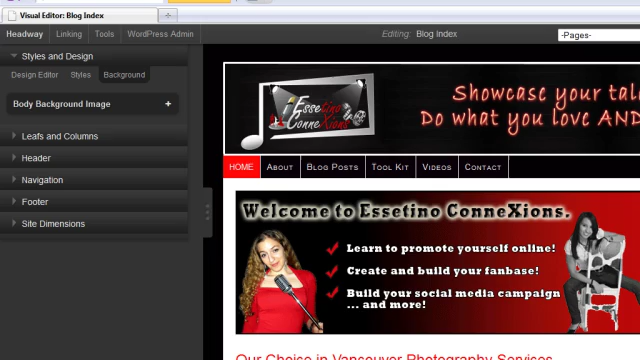 Visual Editor: Blog Index
Headway Linking Tools WordPress Admin Editing: Blog Index -Pages-
Styles and Design
Design Editor Styles Background
Body Background Image +
Leafs and Columns
Header
Navigation
Footer
Site Dimensions
Essetino
ConneXions
Showcase your tal
Do what you love AND
HOME ABOUT BLOG POSTS TOOL KIT VIDEOS CONTACT
Welcome to Essetino ConneXions.
Learn to promote yourself online!
Create and build your fanbase!
Build your social media campaign
... and more!
Our Choice in Vancouver Photography Services